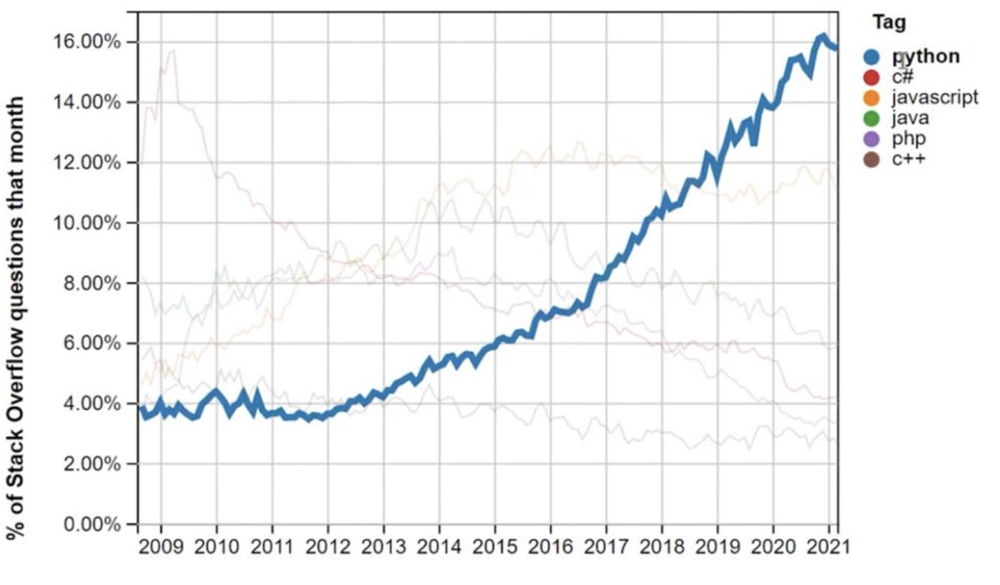 % of Stack Overflow questions that month
16.00%
14.00%
12.00%
10.00%
8.00%
6.00%
4.00%
2.00%
0.00%
2009 2010 2011 2012 2013 2014 2015 2016 2017 2018 2019 2020 2021
Tag
python
c#
javascript
java
php
c++